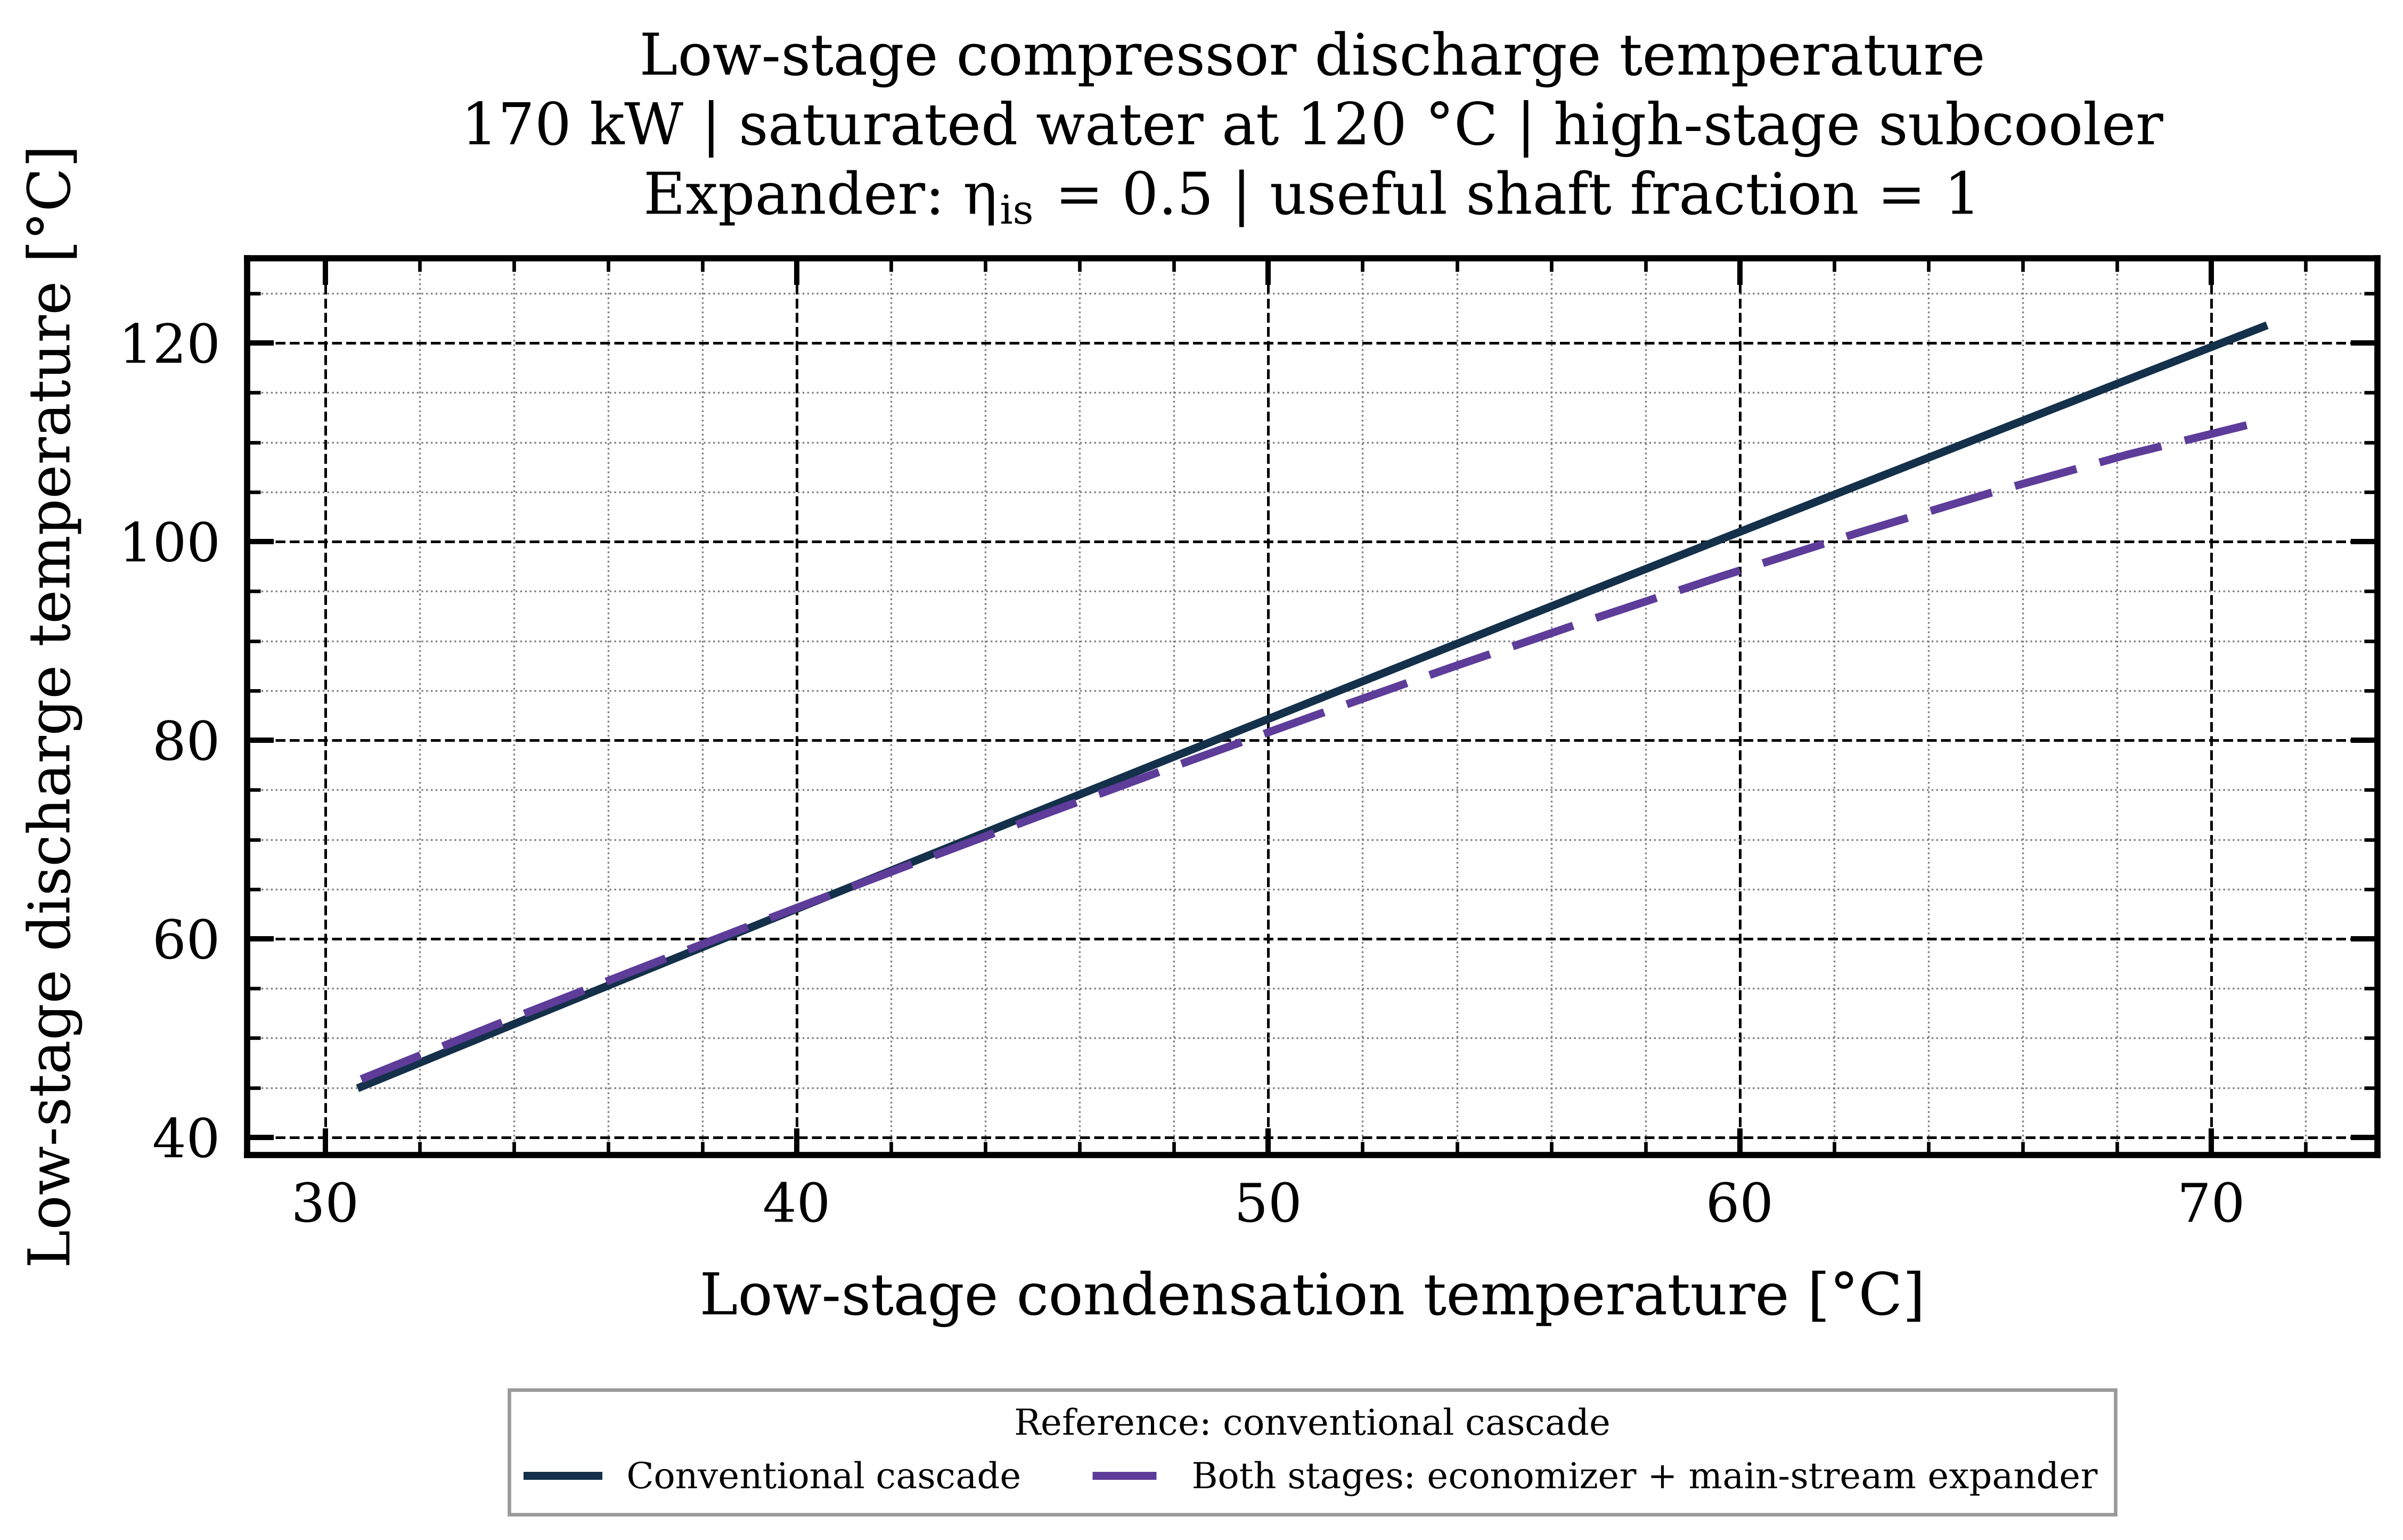 Low-stage compressor discharge temperature
170 kW | saturated water at 120 °C | high-stage subcooler
Expander: ηis = 0.5 | useful shaft fraction = 1
Low-stage discharge temperature [°C]
120
100
80
60
40
30 40 50 60 70
Low-stage condensation temperature [°C]
Reference: conventional cascade
Conventional cascade Both stages: economizer + main-stream expander